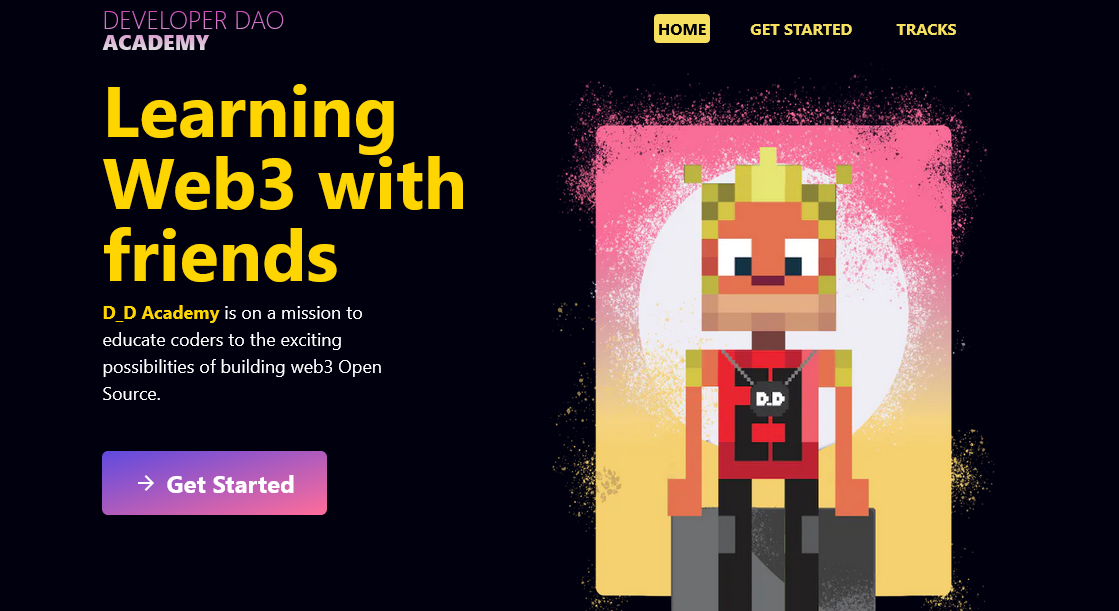 DEVELOPER DAO
ACADEMY
HOME
GET STARTED
TRACKS
Learning
Web3 with
friends
D_D Academy is on a mission to
educate coders to the exciting
possibilities of building web3 Open
Source.
→ Get Started
D_D